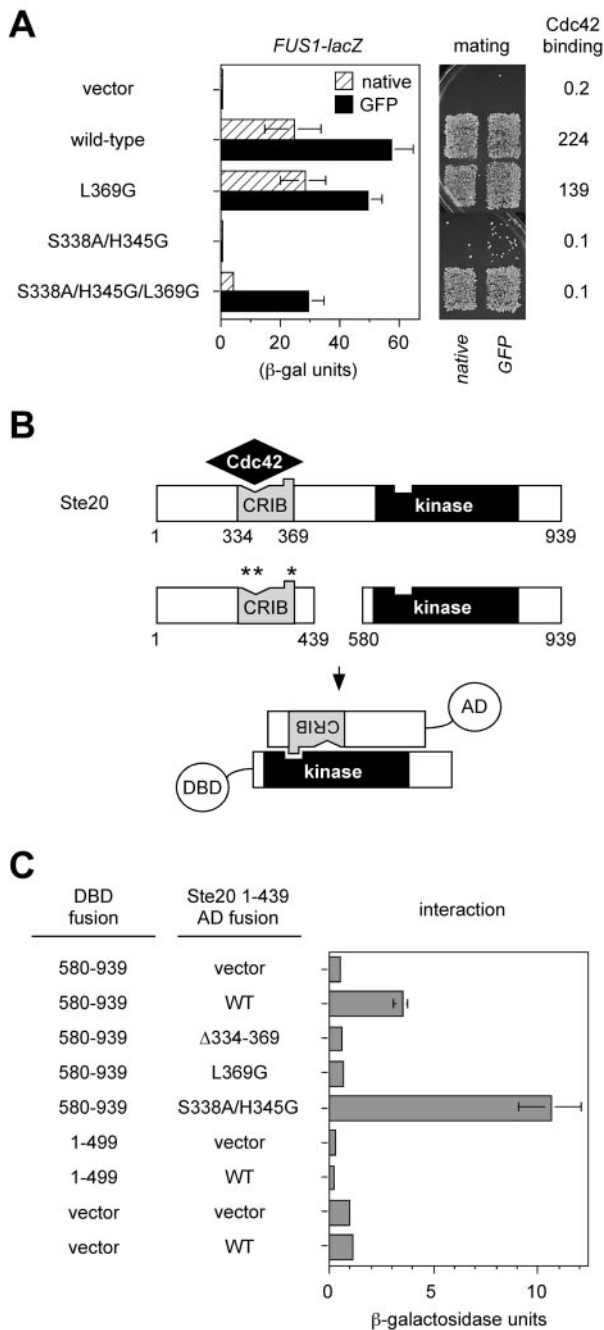 A
FUS1-lacZ
mating
Cdc42
binding
native
GFP
vector
0.2
wild-type
224
L369G
139
S338A/H345G
0.1
S338A/H345G/L369G
0.1
0 20 40 60
(β-gal units)
native
GFP
B
Cdc42
Ste20
CRIB
kinase
1 334 369 939
** *
CRIB
kinase
1 439 580 939
AD
CRIB
kinase
DBD
C
DBD
fusion
Ste20 1-439
AD fusion
interaction
580-939 vector
580-939 WT
580-939 Δ334-369
580-939 L369G
580-939 S338A/H345G
1-499 vector
1-499 WT
vector vector
vector WT
0 5 10
β-galactosidase units